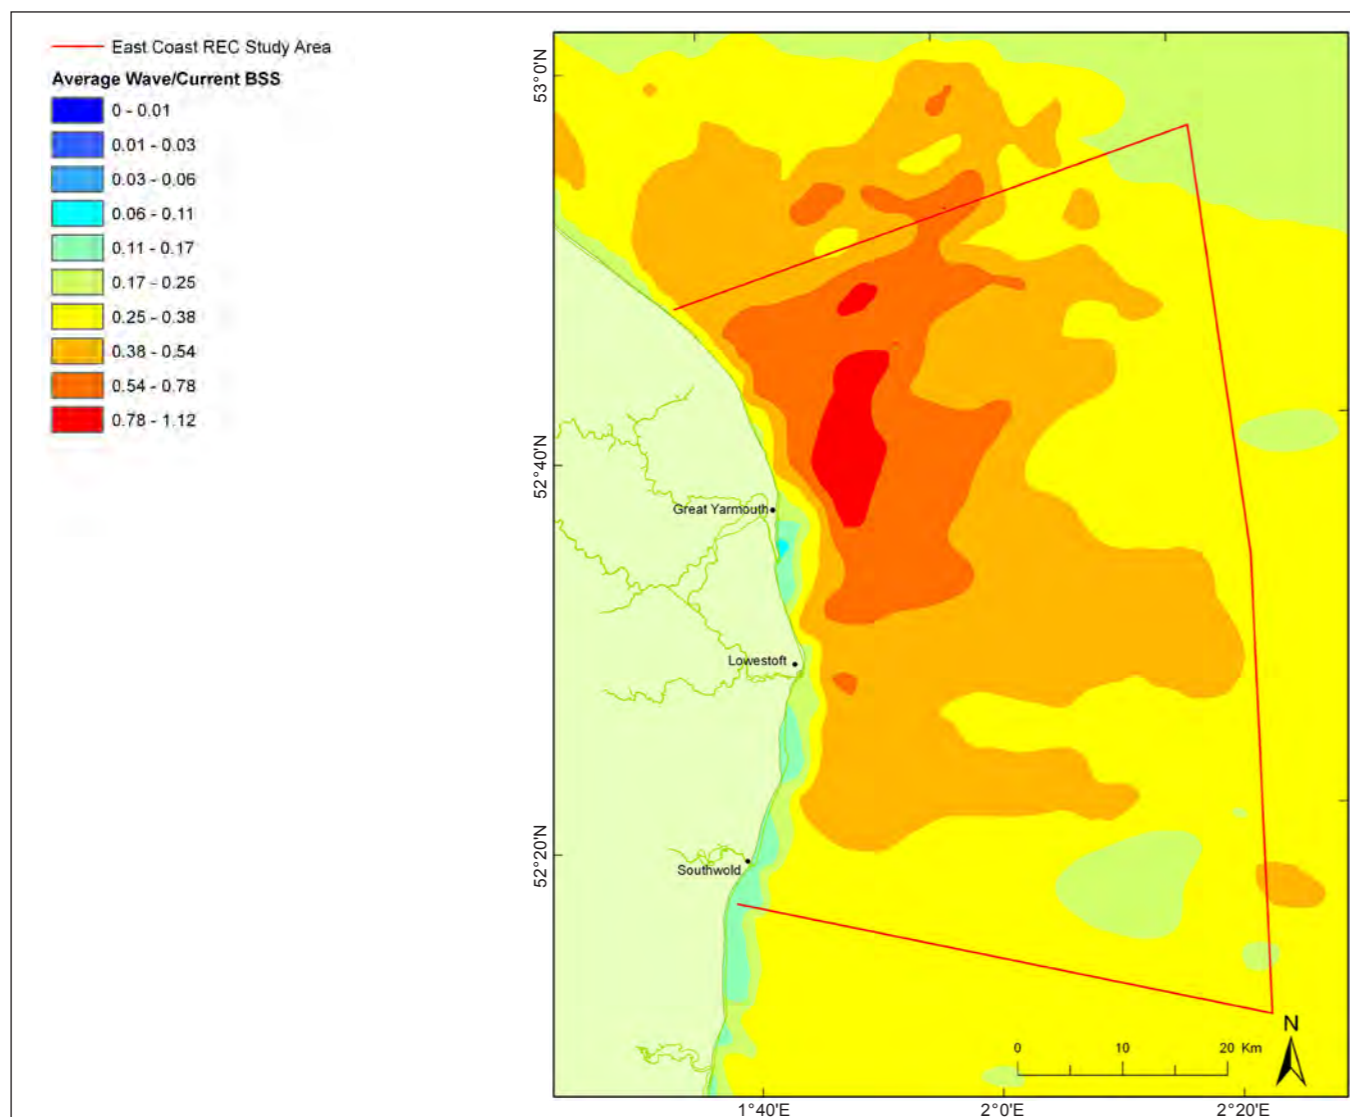 East Coast REC Study Area
Average Wave/Current BSS
0 - 0.01
0.01 - 0.03
0.03 - 0.06
0.06 - 0.11
0.11 - 0.17
0.17 - 0.25
0.25 - 0.38
0.38 - 0.54
0.54 - 0.78
0.78 - 1.12
53°0'N
52°40'N
Great Yarmouth
Lowestoft
52°20'N
Southwold
N
0 10 20 Km
1°40'E 2°0'E 2°20'E